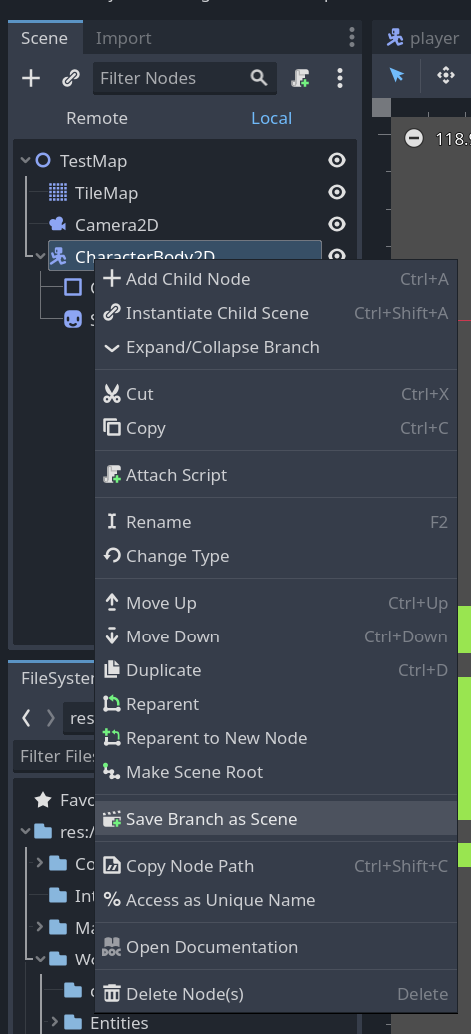 Scene
Import
player
Filter Nodes
Remote
Local
TestMap
TileMap
Camera2D
CharacterBody2D
Add Child Node Ctrl+A
Instantiate Child Scene Ctrl+Shift+A
Expand/Collapse Branch
Cut Ctrl+X
Copy Ctrl+C
Attach Script
Rename F2
Change Type
Move Up Ctrl+Up
Move Down Ctrl+Down
Duplicate Ctrl+D
Reparent
Reparent to New Node
Make Scene Root
Save Branch as Scene
Copy Node Path Ctrl+Shift+C
Access as Unique Name
Open Documentation
DOC
Delete Node(s) Delete
118.
FileSyster
res
Filter File
Favo
res:/
Co
Int
Ma
Wo
Entities